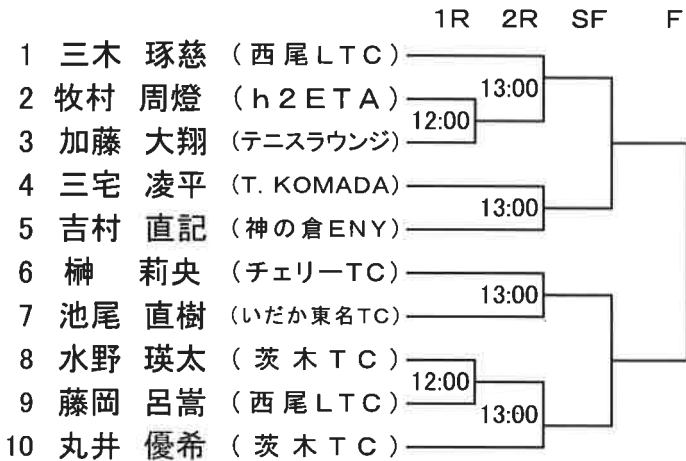 1R 2R SF F
1 三木 琢慈 (西尾LTC)
13:00
2 牧村 周燈 (h2ETA)
12:00
3 加藤 大翔 (テニスラウンジ)
4 三宅 凌平 (T. KOMADA)
13:00
5 吉村 直記 (神の倉ENY)
6 榊 莉央 (チェリーTC)
13:00
7 池尾 直樹 (いだか東名TC)
8 水野 瑛太 (茨木TC)
12:00
9 藤岡 呂嵩 (西尾LTC)
13:00
10 丸井 優希 (茨木TC)